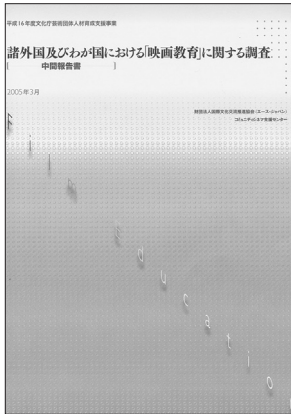 平成16年度文化庁芸術団体人材育成支援事業
諸外国及びわが国における「映画教育」に関する調査
[ 中間報告書 ]
2005年3月
財団法人国際文化交流推進協会(エース・ジャパン)
コミュニティシネマ支援センター
Film Education